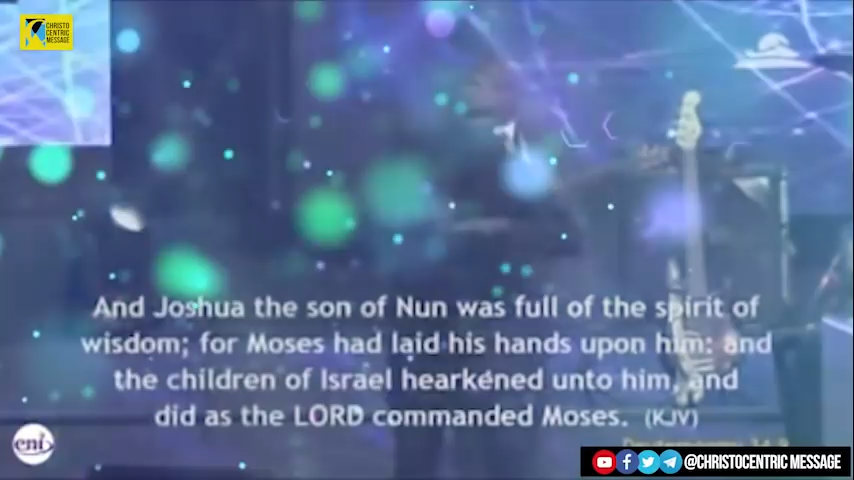 CHRISTO
CENTRIC
MESSAGE
And Joshua the son of Nun was full of the spirit of
wisdom; for Moses had laid his hands upon him: and
the children of Israel hearkened unto him, and
did as the LORD commanded Moses. (KJV)
eni
@CHRISTOCENTRIC MESSAGE